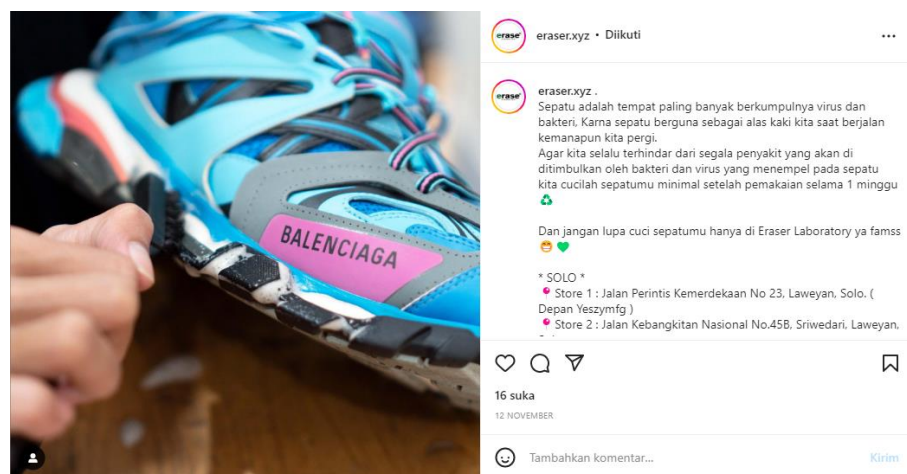 BALENCIAGA
erase
eraser.xyz • Diikuti
erase
eraser.xyz .
Sepatu adalah tempat paling banyak berkumpulnya virus dan
bakteri, Karna sepatu berguna sebagai alas kaki kita saat berjalan
kemanapun kita pergi.
Agar kita selalu terhindar dari segala penyakit yang akan di
ditimbulkan oleh bakteri dan virus yang menempel pada sepatu
kita cucilah sepatumu minimal setelah pemakaian selama 1 minggu
♻️
Dan jangan lupa cuci sepatumu hanya di Eraser Laboratory ya famss
😁 💚
* SOLO *
📍 Store 1 : Jalan Perintis Kemerdekaan No 23, Laweyan, Solo. (
Depan Yeszymfg )
📍 Store 2 : Jalan Kebangkitan Nasional No.45B, Sriwedari, Laweyan,
16 suka
12 NOVEMBER
Tambahkan komentar...
Kirim